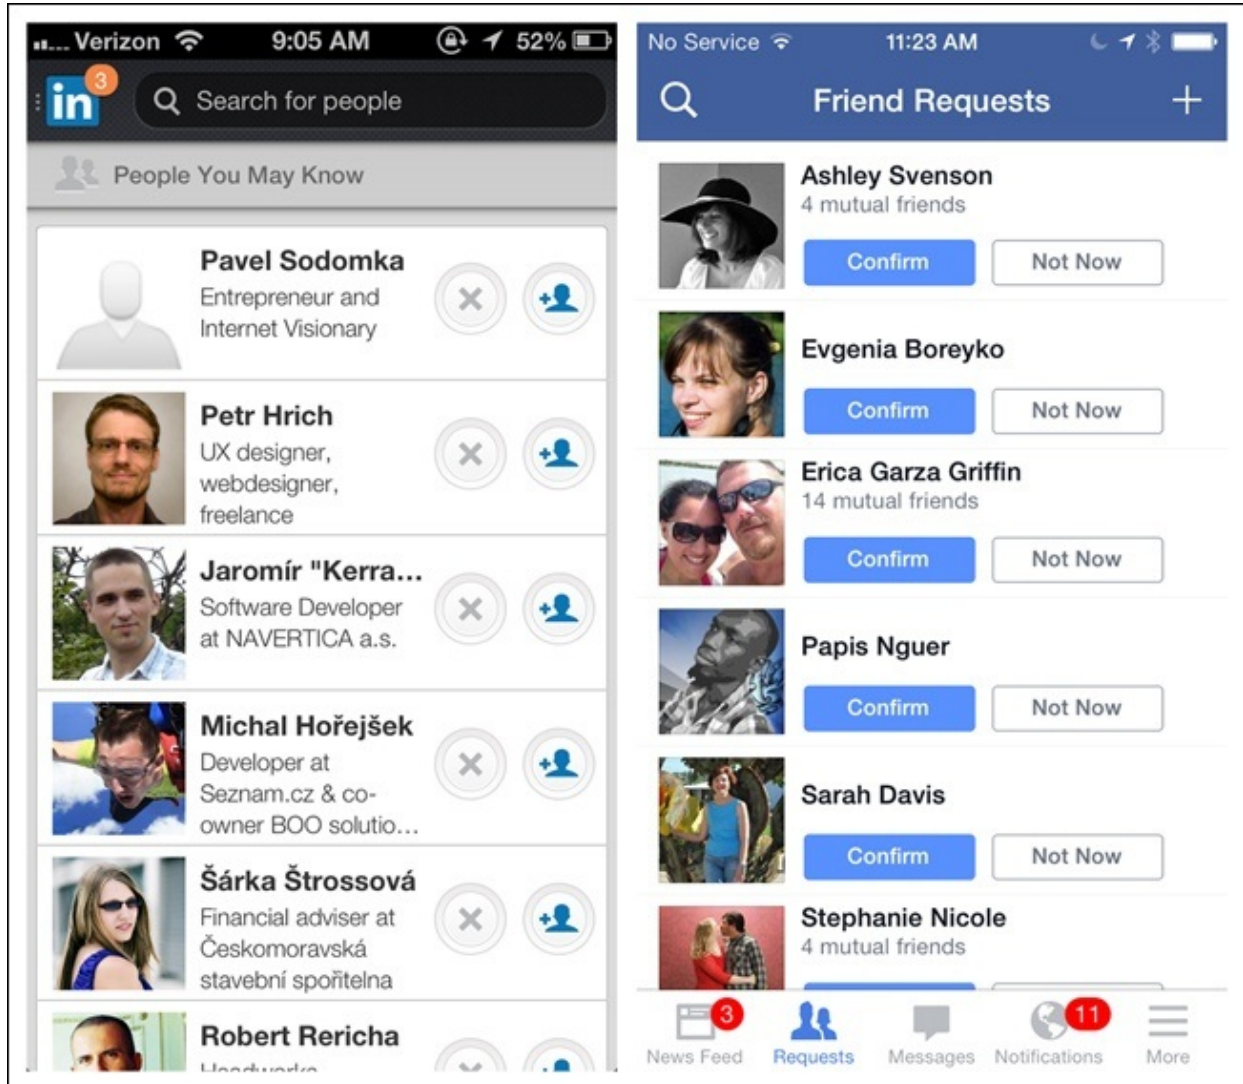 Verizon 9:05 AM 52%
in 3 Search for people
People You May Know
Pavel Sodomka
Entrepreneur and
Internet Visionary
Petr Hrich
UX designer,
webdesigner,
freelance
Jaromír "Kerra...
Software Developer
at NAVERTICA a.s.
Michal Hořejšek
Developer at
Seznam.cz & co-
owner BOO solutio...
Šárka Štrossová
Financial adviser at
Českomoravská
stavební spořitelna
Robert Rericha
No Service 11:23 AM
Friend Requests
Ashley Svenson
4 mutual friends
Confirm Not Now
Evgenia Boreyko
Confirm Not Now
Erica Garza Griffin
14 mutual friends
Confirm Not Now
Papis Nguer
Confirm Not Now
Sarah Davis
Confirm Not Now
Stephanie Nicole
4 mutual friends
3 11
News Feed Requests Messages Notifications More